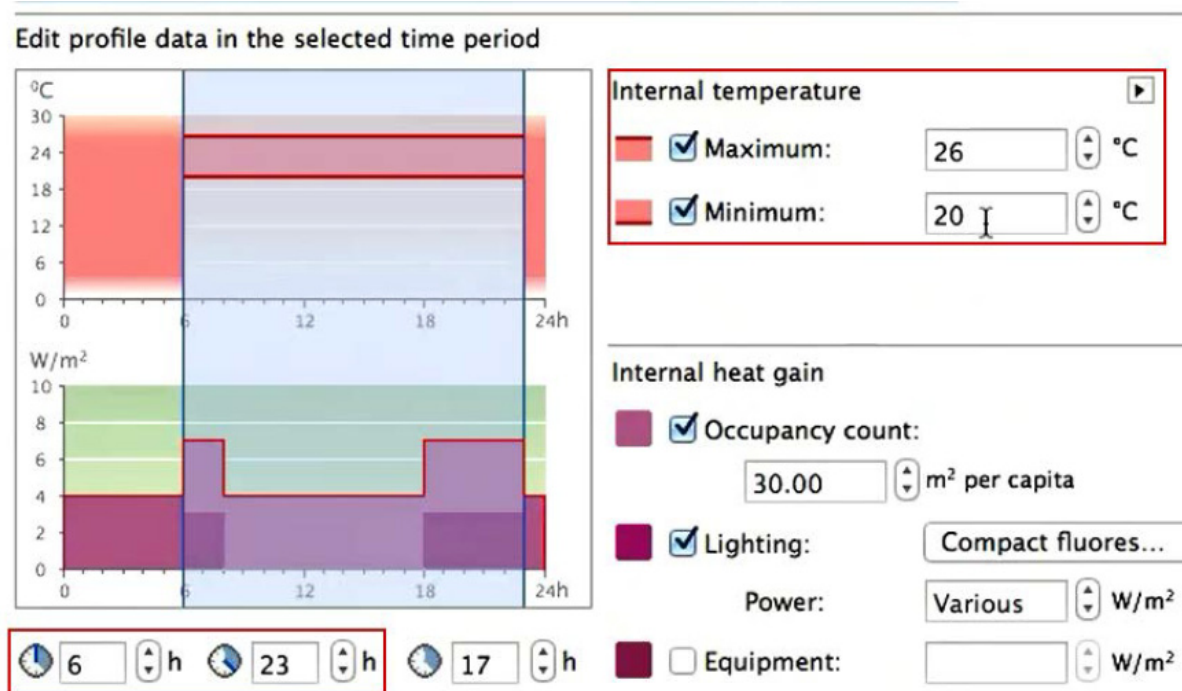 Edit profile data in the selected time period
°C
30
24
18
12
6
0
0 6 12 18 24h
W/m²
10
8
6
4
2
0
0 6 12 18 24h
6 h 23 h 17 h
Internal temperature
Maximum: 26 °C
Minimum: 20 °C
Internal heat gain
Occupancy count:
30.00 m² per capita
Lighting: Compact fluores...
Power: Various W/m²
Equipment: W/m²